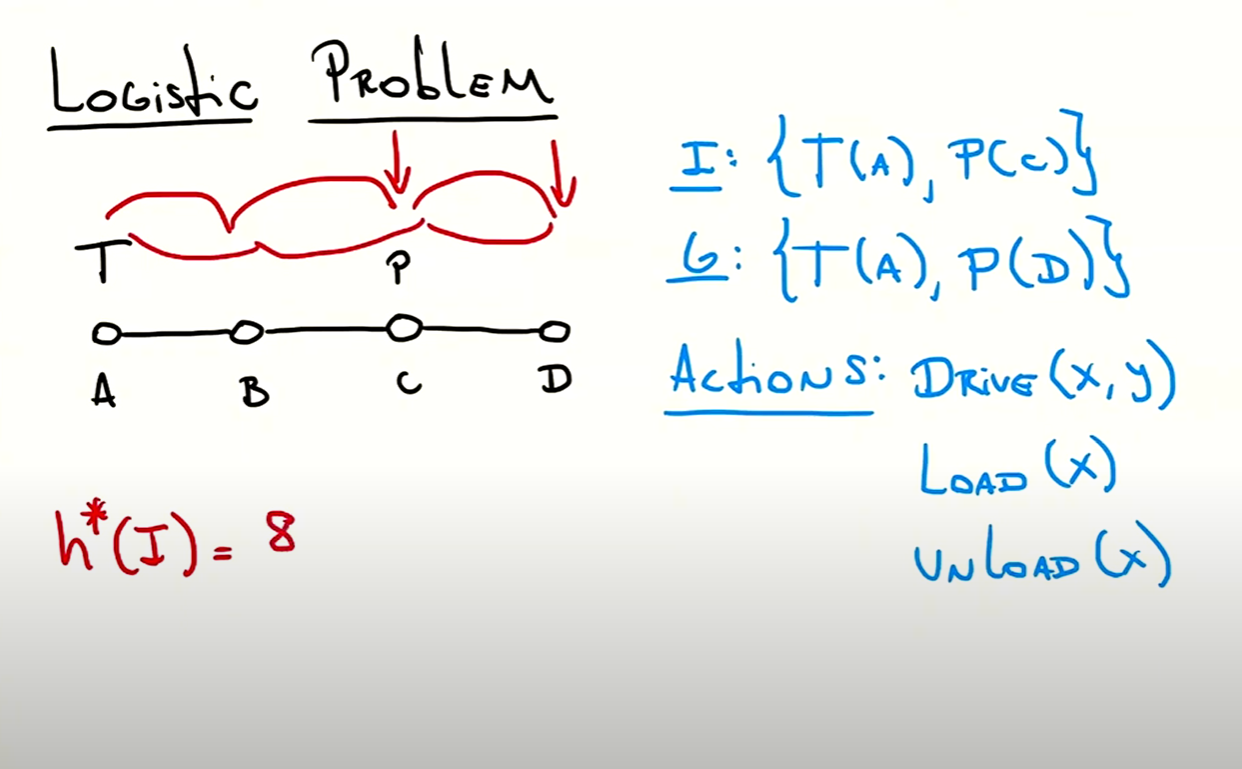 Logistic Problem
T P
A B C D
h*(I) = 8
I: {T(A), P(C)}
G: {T(A), P(D)}
Actions: Drive(x, y)
Load(x)
Unload(x)